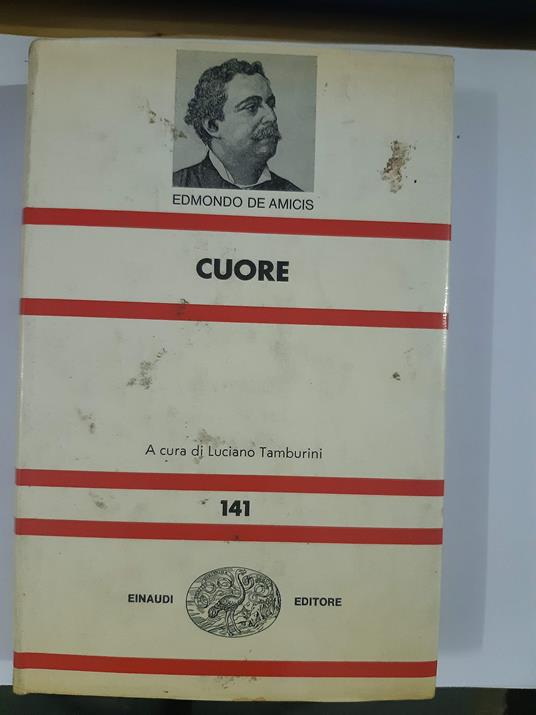 EDMONDO DE AMICIS
CUORE
A cura di Luciano Tamburini
141
EINAUDI EDITORE